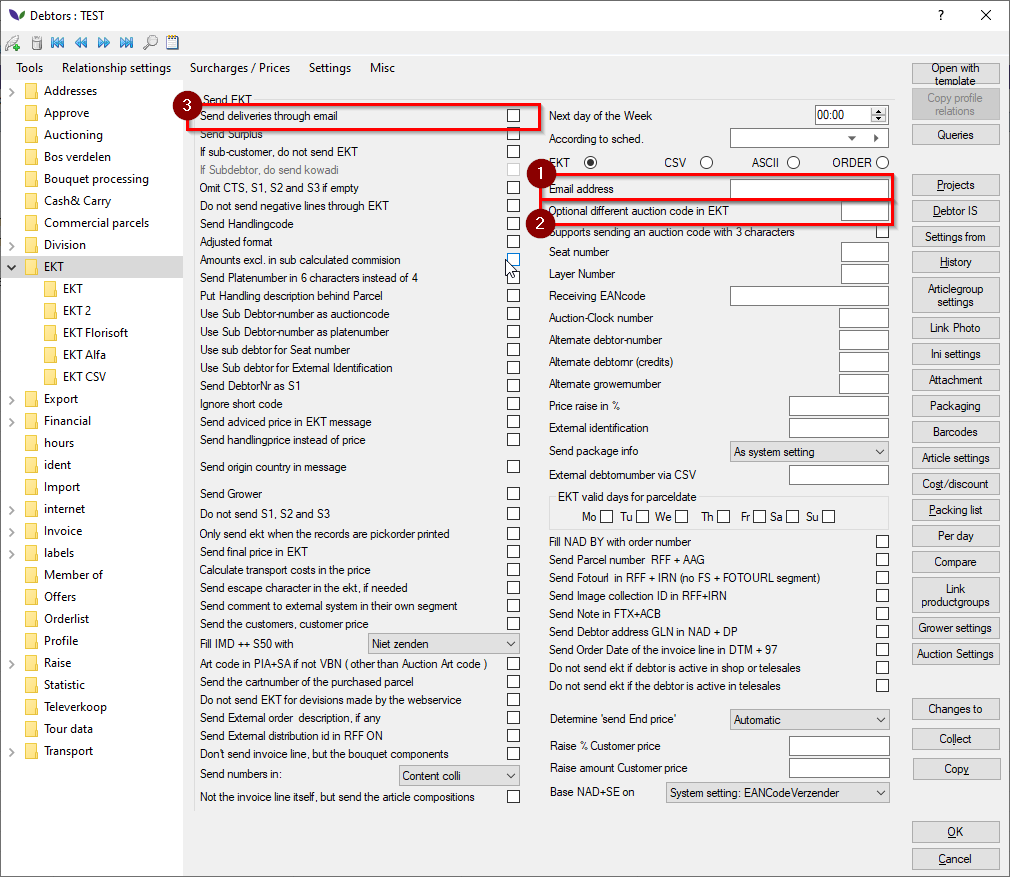 Debtors : TEST
?
Tools Relationship settings Surcharges / Prices Settings Misc
Addresses
Approve
Auctioning
Bos verdelen
Bouquet processing
Cash& Carry
Commercial parcels
Division
EKT
EKT
EKT 2
EKT Florisoft
EKT Alfa
EKT CSV
Export
Financial
hours
ident
Import
internet
Invoice
labels
Member of
Offers
Orderlist
Profile
Raise
Statistic
Televerkoop
Tour data
Transport
Send EKT
3
Send deliveries through email
Send Surplus
If sub-customer, do not send EKT
If Subdebtor, do send kowadi
Omit CTS, S1, S2 and S3 if empty
Do not send negative lines through EKT
Send Handlingcode
Adjusted format
Amounts excl. in sub calculated commision
Send Platenumber in 6 characters instead of 4
Put Handling description behind Parcel
Use Sub Debtor-number as auctioncode
Use Sub Debtor-number as platenumber
Use sub debtor for Seat number
Use Sub debtor for External Identification
Send DebtorNr as S1
Ignore short code
Send adviced price in EKT message
Send handlingprice instead of price
Send origin country in message
Send Grower
Do not send S1, S2 and S3
Only send ekt when the records are pickorder printed
Send final price in EKT
Calculate transport costs in the price
Send escape character in the ekt, if needed
Send comment to external system in their own segment
Send the customers, customer price
Fill IMD ++ S50 with Niet zenden
Art code in PIA+SA if not VBN ( other than Auction Art code )
Send the cartnumber of the purchased parcel
Do not send EKT for devisions made by the webservice
Send External order description, if any
Send External distribution id in RFF ON
Don't send invoice line, but the bouquet components
Send numbers in: Content colli
Not the invoice line itself, but send the article compositions
Next day of the Week 00:00
According to sched.
EKT CSV ASCII ORDER
1
Email address
Optional different auction code in EKT
2
Supports sending an auction code with 3 characters
Seat number
Layer Number
Receiving EANcode
Auction-Clock number
Alternate debtor-number
Alternate debtornr (credits)
Alternate growernumber
Price raise in %
External identification
Send package info As system setting
External debtornumber via CSV
EKT valid days for parceldate
Mo Tu We Th Fr Sa Su
Fill NAD BY with order number
Send Parcel number RFF + AAG
Send Fotourl in RFF + IRN (no FS + FOTOURL segment)
Send Image collection ID in RFF+IRN
Send Note in FTX+ACB
Send Debtor address GLN in NAD + DP
Send Order Date of the invoice line in DTM + 97
Do not send ekt if debtor is active in shop or telesales
Do not send ekt if the debtor is active in telesales
Determine 'send End price' Automatic
Raise % Customer price
Raise amount Customer price
Base NAD+SE on System setting: EANCodeVerzender
Open with
template
Copy profile
relations
Queries
Projects
Debtor IS
Settings from
History
Articlegroup
settings
Link Photo
Ini settings
Attachment
Packaging
Barcodes
Article settings
Cost/discount
Packing list
Per day
Compare
Link
productgroups
Grower settings
Auction Settings
Changes to
Collect
Copy
OK
Cancel